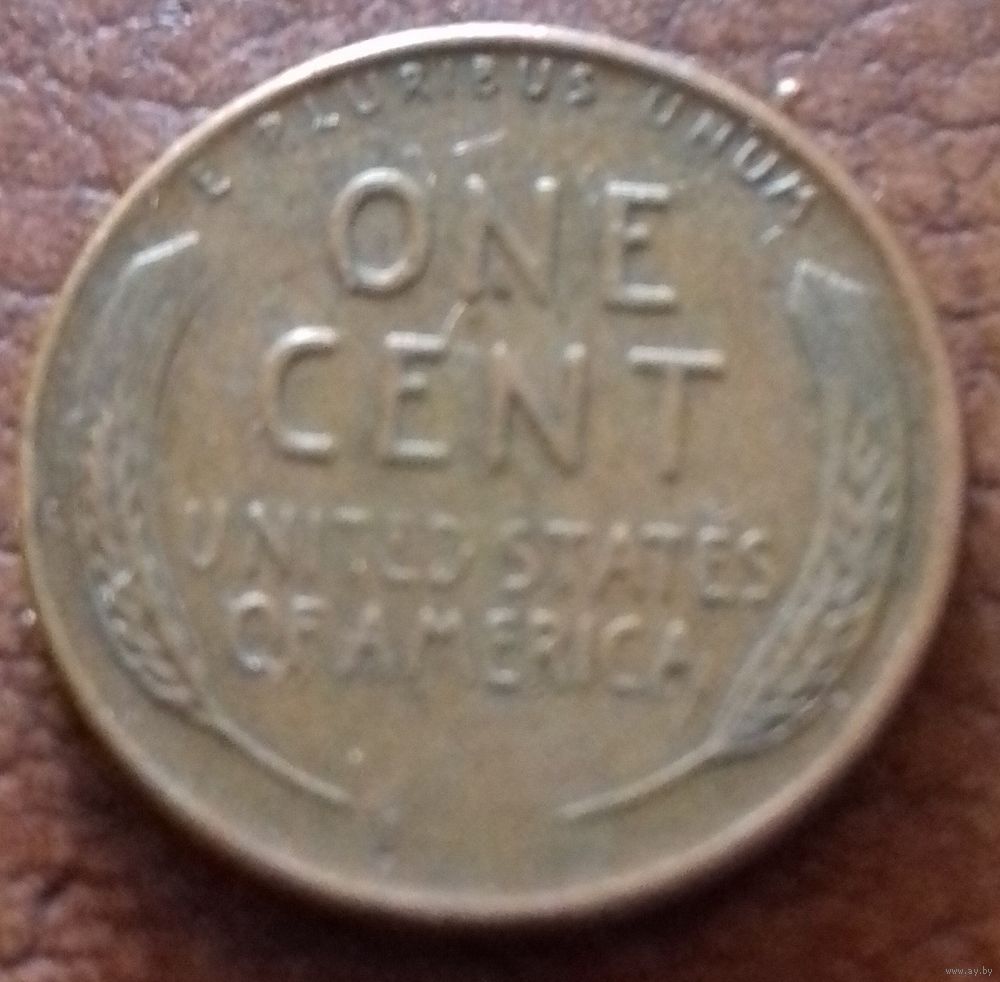 E PLURIBUS UNUM
ONE
CENT
UNITED STATES
OF AMERICA
www.ay.by